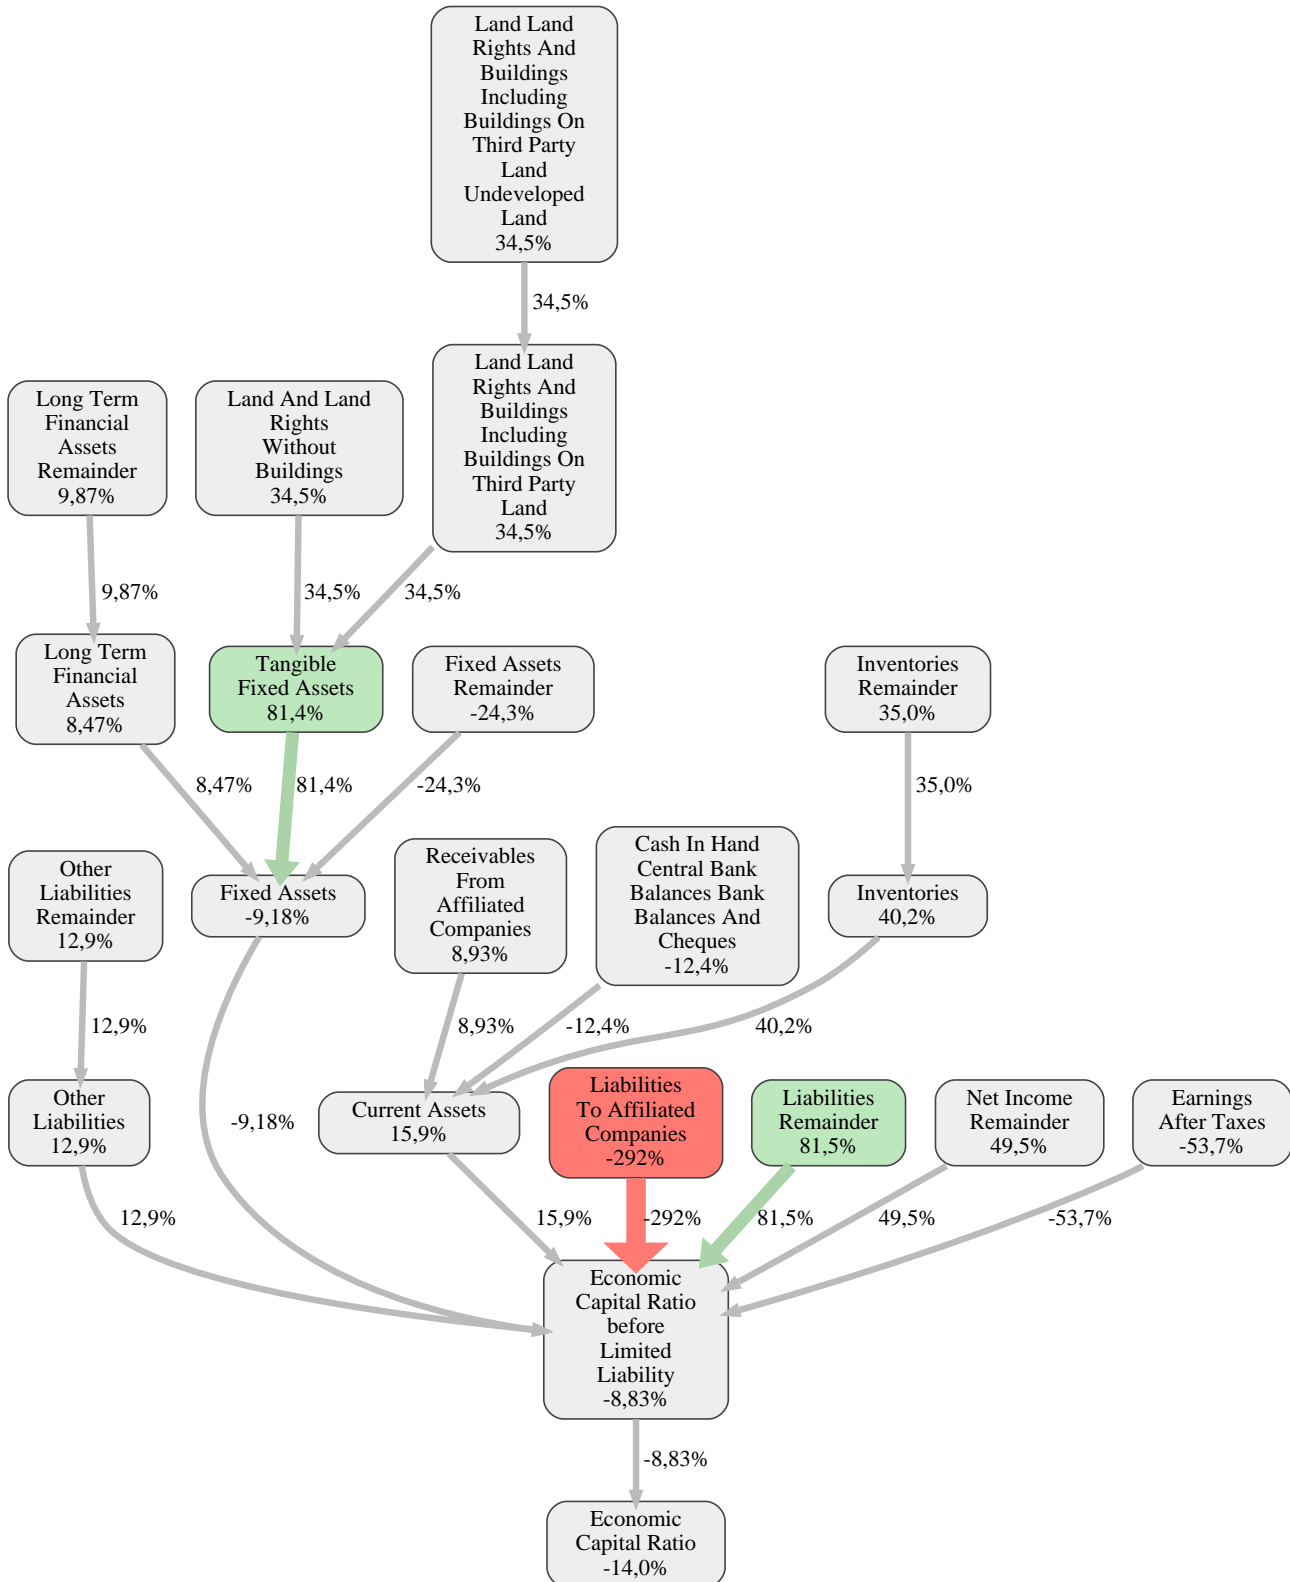 Land Land
Rights And
Buildings
Including
Buildings On
Third Party
Land
Undeveloped
Land
34,5%
34,5%
Long Term
Financial
Assets
Remainder
9,87%
Land And Land
Rights
Without
Buildings
34,5%
Land Land
Rights And
Buildings
Including
Buildings On
Third Party
Land
34,5%
9,87%
34,5%
34,5%
Long Term
Financial
Assets
8,47%
Tangible
Fixed Assets
81,4%
Fixed Assets
Remainder
-24,3%
Inventories
Remainder
35,0%
8,47%
81,4%
-24,3%
35,0%
Other
Liabilities
Remainder
12,9%
Fixed Assets
-9,18%
Receivables
From
Affiliated
Companies
8,93%
Cash In Hand
Central Bank
Balances Bank
Balances And
Cheques
-12,4%
Inventories
40,2%
12,9%
8,93%
-12,4%
40,2%
Other
Liabilities
12,9%
-9,18%
Current Assets
15,9%
Liabilities
To Affiliated
Companies
-292%
Liabilities
Remainder
81,5%
Net Income
Remainder
49,5%
Earnings
After Taxes
-53,7%
12,9%
15,9%
-292%
81,5%
49,5%
-53,7%
Economic
Capital Ratio
before
Limited
Liability
-8,83%
-8,83%
Economic
Capital Ratio
-14,0%